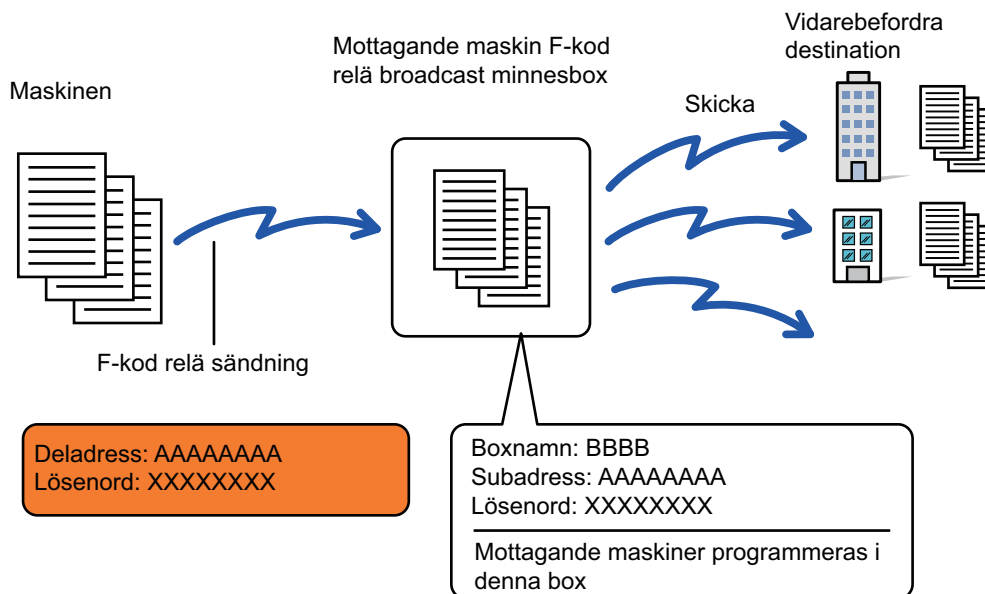 Maskinen
Mottagande maskin F-kod
relä broadcast minnesbox
Vidarebefordra
destination
Skicka
F-kod relä sändning
Deladress: AAAAAAAA
Lösenord: XXXXXXXX
Boxnamn: BBBB
Subadress: AAAAAAAA
Lösenord: XXXXXXXX
Mottagande maskiner programmeras i
denna box